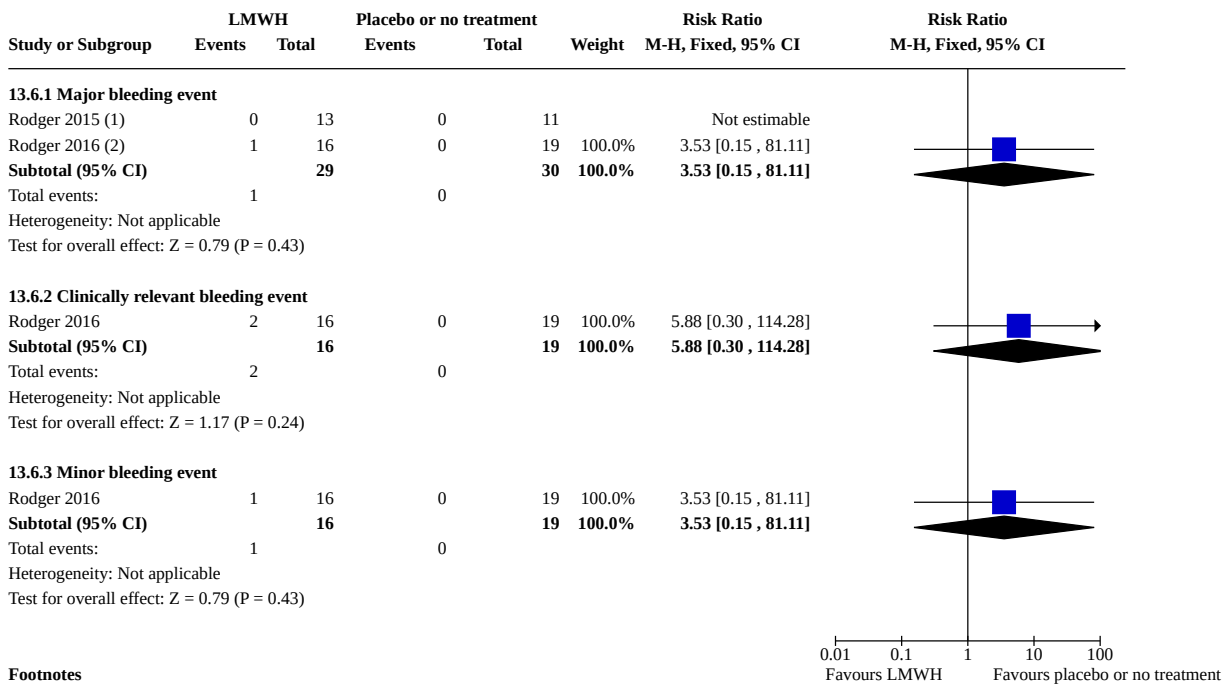 LMWH Placebo or no treatment Risk Ratio Risk Ratio
Study or Subgroup Events Total Events Total Weight M-H, Fixed, 95% CI M-H, Fixed, 95% CI
13.6.1 Major bleeding event
Rodger 2015 (1) 0 13 0 11 Not estimable
Rodger 2016 (2) 1 16 0 19 100.0% 3.53 [0.15 , 81.11]
Subtotal (95% CI) 29 30 100.0% 3.53 [0.15 , 81.11]
Total events: 1 0
Heterogeneity: Not applicable
Test for overall effect: Z = 0.79 (P = 0.43)
13.6.2 Clinically relevant bleeding event
Rodger 2016 2 16 0 19 100.0% 5.88 [0.30 , 114.28]
Subtotal (95% CI) 16 19 100.0% 5.88 [0.30 , 114.28]
Total events: 2 0
Heterogeneity: Not applicable
Test for overall effect: Z = 1.17 (P = 0.24)
13.6.3 Minor bleeding event
Rodger 2016 1 16 0 19 100.0% 3.53 [0.15 , 81.11]
Subtotal (95% CI) 16 19 100.0% 3.53 [0.15 , 81.11]
Total events: 1 0
Heterogeneity: Not applicable
Test for overall effect: Z = 0.79 (P = 0.43)
0.01 0.1 1 10 100
Footnotes Favours LMWH Favours placebo or no treatment